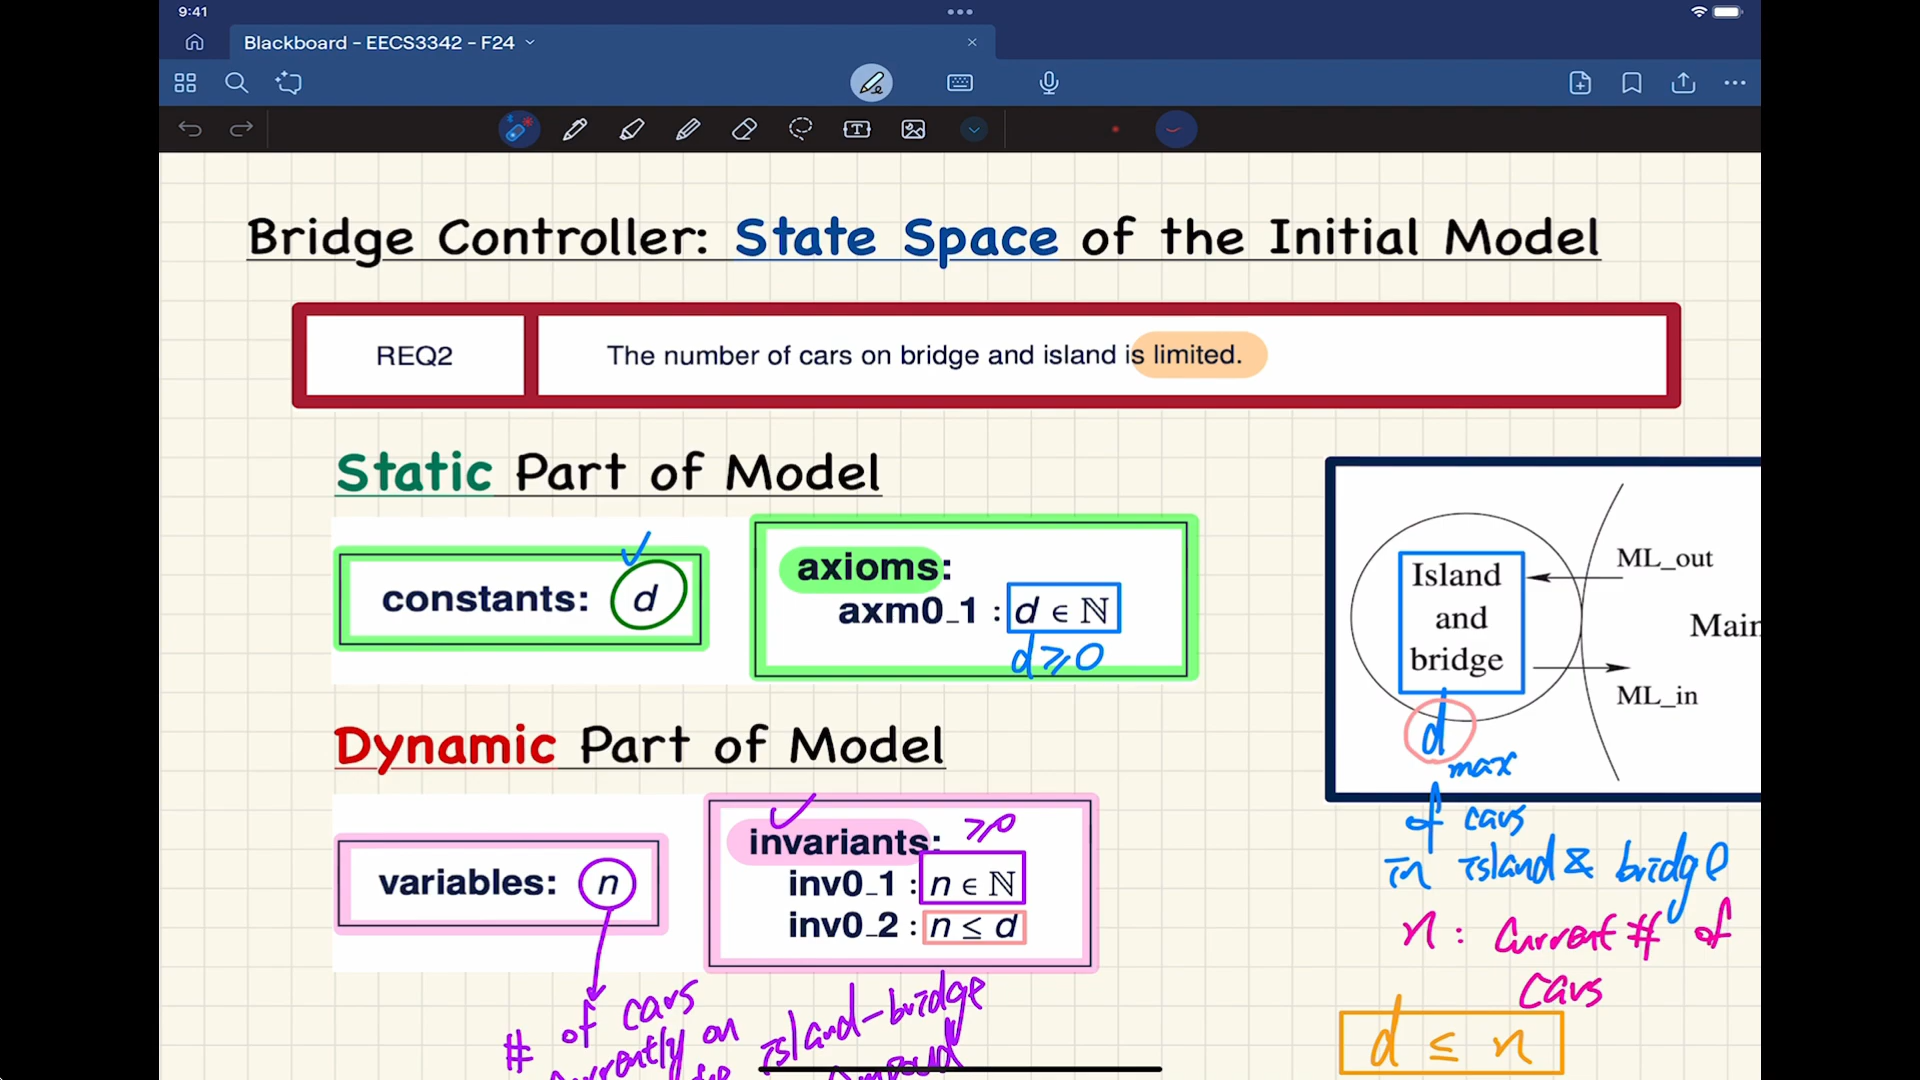 9:41
Blackboard - EECS3342 - F24
Bridge Controller: State Space of the Initial Model
REQ2
The number of cars on bridge and island is limited.
Static Part of Model
constants: d
axioms:
axm0_1 : d ∈ ℕ
d ≥ 0
ML_out
Island
and
bridge
Main
ML_in
d
max
of cars
in island & bridge
n : current # of
cars
d ≤ n
Dynamic Part of Model
variables: n
invariants:
≥0
inv0_1 : n ∈ ℕ
inv0_2 : n ≤ d
# of cars
currently on
island-bridge